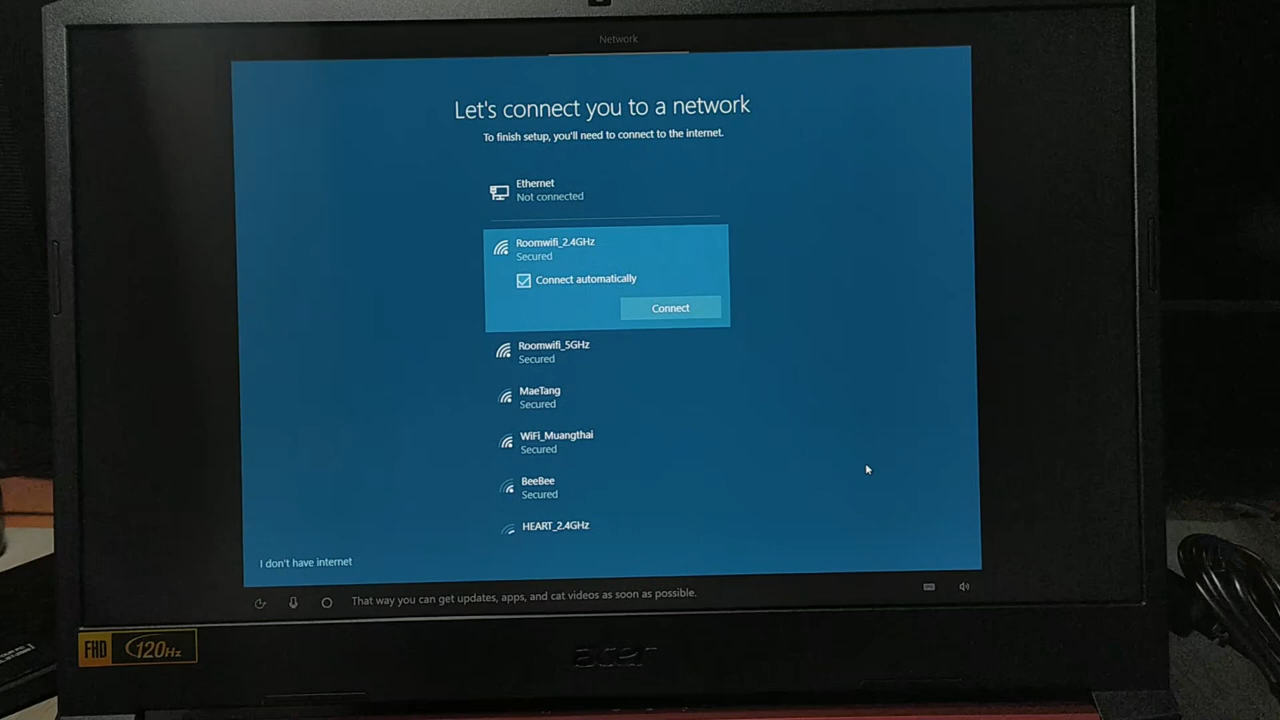 Network
Let's connect you to a network
To finish setup, you'll need to connect to the internet.
Ethernet
Not connected
Roomwifi_2.4GHz
Secured
Connect automatically
Connect
Roomwifi_5GHz
Secured
MaeTang
Secured
WiFi_Muangthai
Secured
BeeBee
Secured
HEART_2.4GHz
I don't have internet
That way you can get updates, apps, and cat videos as soon as possible.
FHD 120Hz
acer